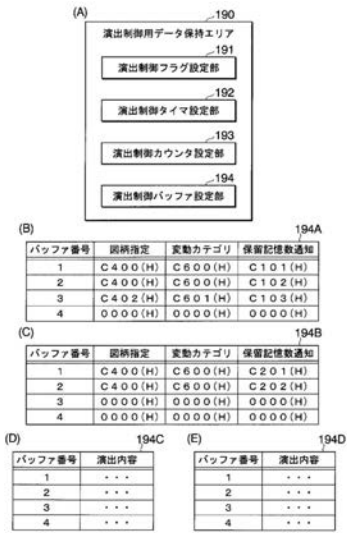 (A)
190
演出制御用データ保持エリア
191
演出制御フラグ設定部
192
演出制御タイマ設定部
193
演出制御カウンタ設定部
194
演出制御バッファ設定部
(B)
194A
バッファ番号 図柄指定 変動カテゴリ 保留記憶数通知
1 C400(H) C600(H) C101(H)
2 C400(H) C600(H) C102(H)
3 C402(H) C601(H) C103(H)
4 0000(H) 0000(H) 0000(H)
(C)
194B
バッファ番号 図柄指定 変動カテゴリ 保留記憶数通知
1 C400(H) C600(H) C201(H)
2 C400(H) C600(H) C202(H)
3 0000(H) 0000(H) 0000(H)
4 0000(H) 0000(H) 0000(H)
(D)
194C
バッファ番号 演出内容
1 ・・・
2 ・・・
3 ・・・
4 ・・・
(E)
194D
バッファ番号 演出内容
1 ・・・
2 ・・・
3 ・・・
4 ・・・